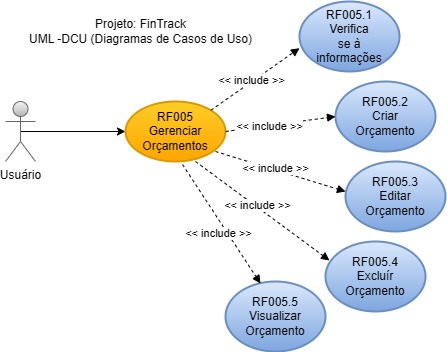 Projeto: FinTrack
UML -DCU (Diagramas de Casos de Uso)
RF005.1
Verifica
se à
informações
<< include >>
RF005.2
Criar
Orçamento
<< include >>
RF005
Gerenciar
Orçamentos
Usuário
<< include >>
RF005.3
Editar
Orçamento
<< include >>
RF005.4
Excluír
Orçamento
<< include >>
RF005.5
Visualizar
Orçamento